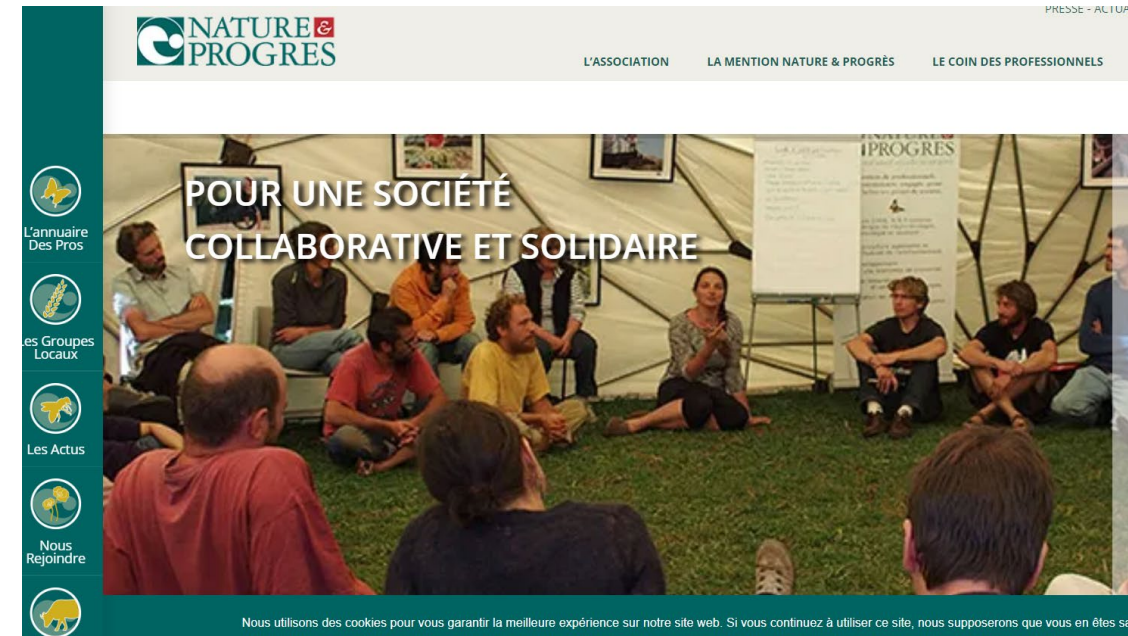 PRESSE - ACTUA
NATURE &
PROGRES
L'ASSOCIATION
LA MENTION NATURE & PROGRÈS
LE COIN DES PROFESSIONNELS
NATURE &
PROGRES
POUR UNE SOCIÉTÉ
COLLABORATIVE ET SOLIDAIRE
L'annuaire
Des Pros
Les Groupes
Locaux
Les Actus
Nous
Rejoindre
Nous utilisons des cookies pour vous garantir la meilleure expérience sur notre site web. Si vous continuez à utiliser ce site, nous supposerons que vous en êtes sa